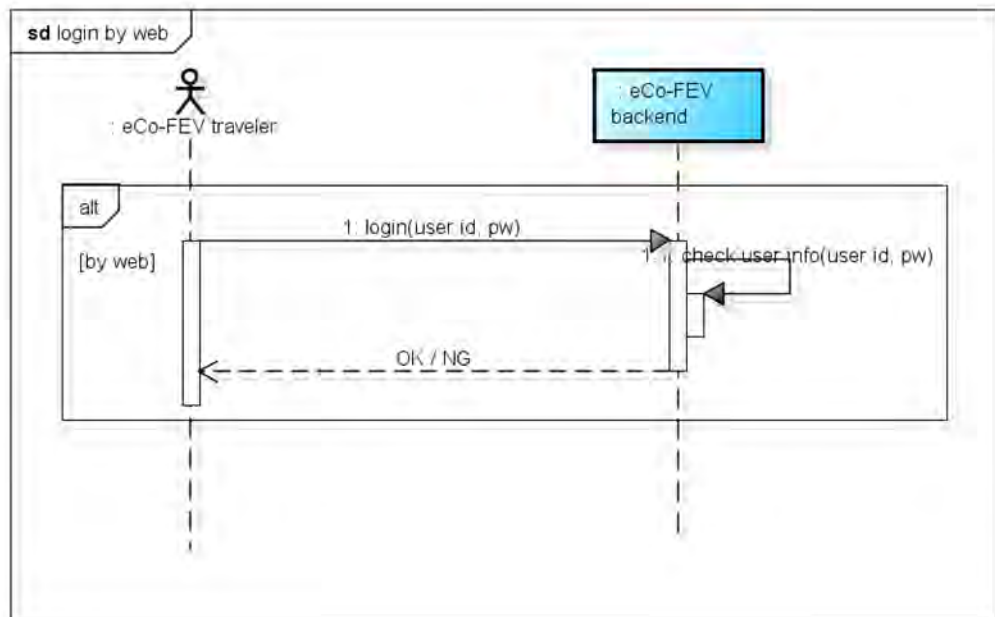 sd login by web
: eCo-FEV traveler
: eCo-FEV
backend
alt
1: login(user id, pw)
[by web]
check user info(user id, pw)
OK / NG